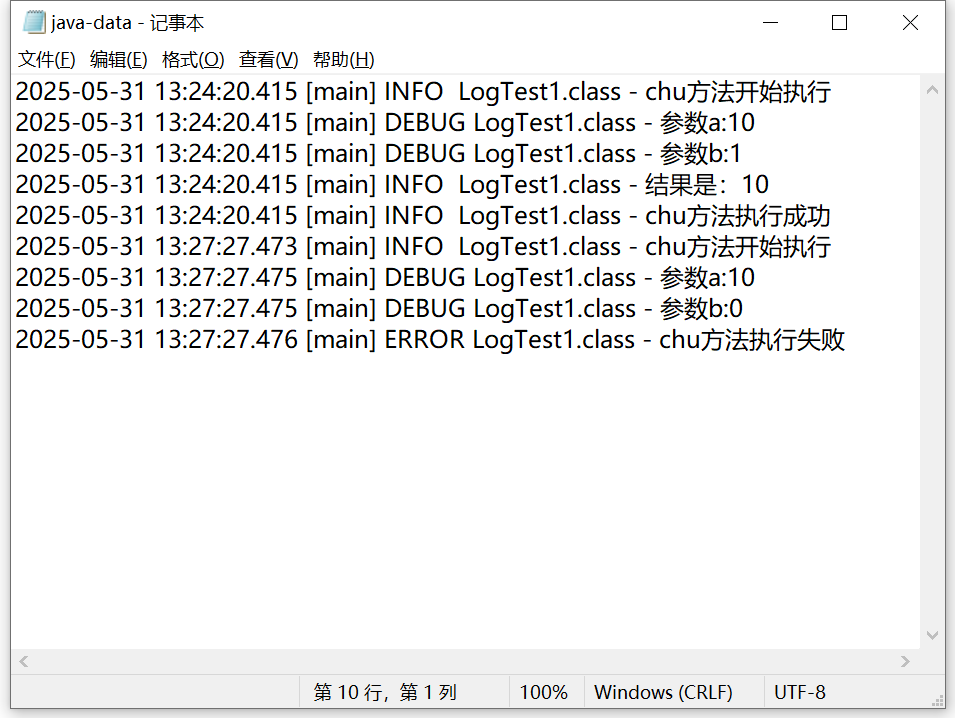 java-data - 记事本
文件(F) 编辑(E) 格式(O) 查看(V) 帮助(H)
2025-05-31 13:24:20.415 [main] INFO  LogTest1.class - chu方法开始执行
2025-05-31 13:24:20.415 [main] DEBUG LogTest1.class - 参数a:10
2025-05-31 13:24:20.415 [main] DEBUG LogTest1.class - 参数b:1
2025-05-31 13:24:20.415 [main] INFO  LogTest1.class - 结果是：10
2025-05-31 13:24:20.415 [main] INFO  LogTest1.class - chu方法执行成功
2025-05-31 13:27:27.473 [main] INFO  LogTest1.class - chu方法开始执行
2025-05-31 13:27:27.475 [main] DEBUG LogTest1.class - 参数a:10
2025-05-31 13:27:27.475 [main] DEBUG LogTest1.class - 参数b:0
2025-05-31 13:27:27.476 [main] ERROR LogTest1.class - chu方法执行失败
第 10 行，第 1 列 100% Windows (CRLF) UTF-8